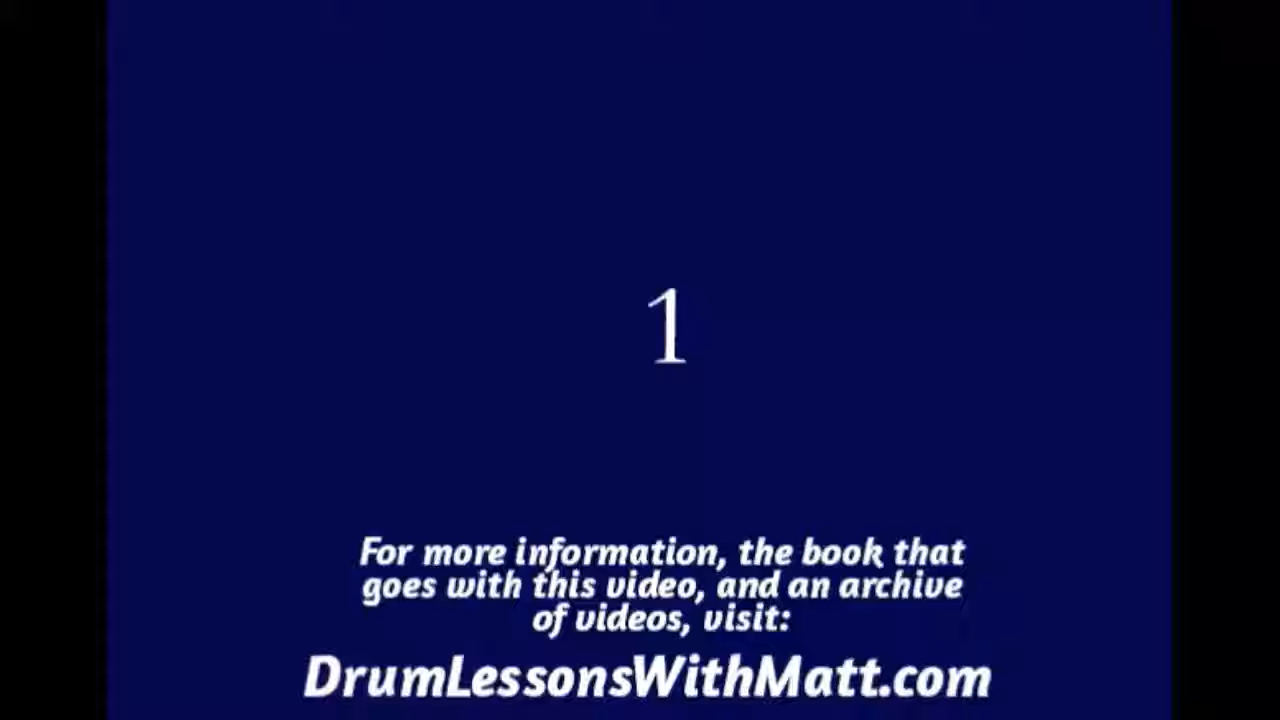 1
For more information, the book that
goes with this video, and an archive
of videos, visit:
DrumLessonsWithMatt.com